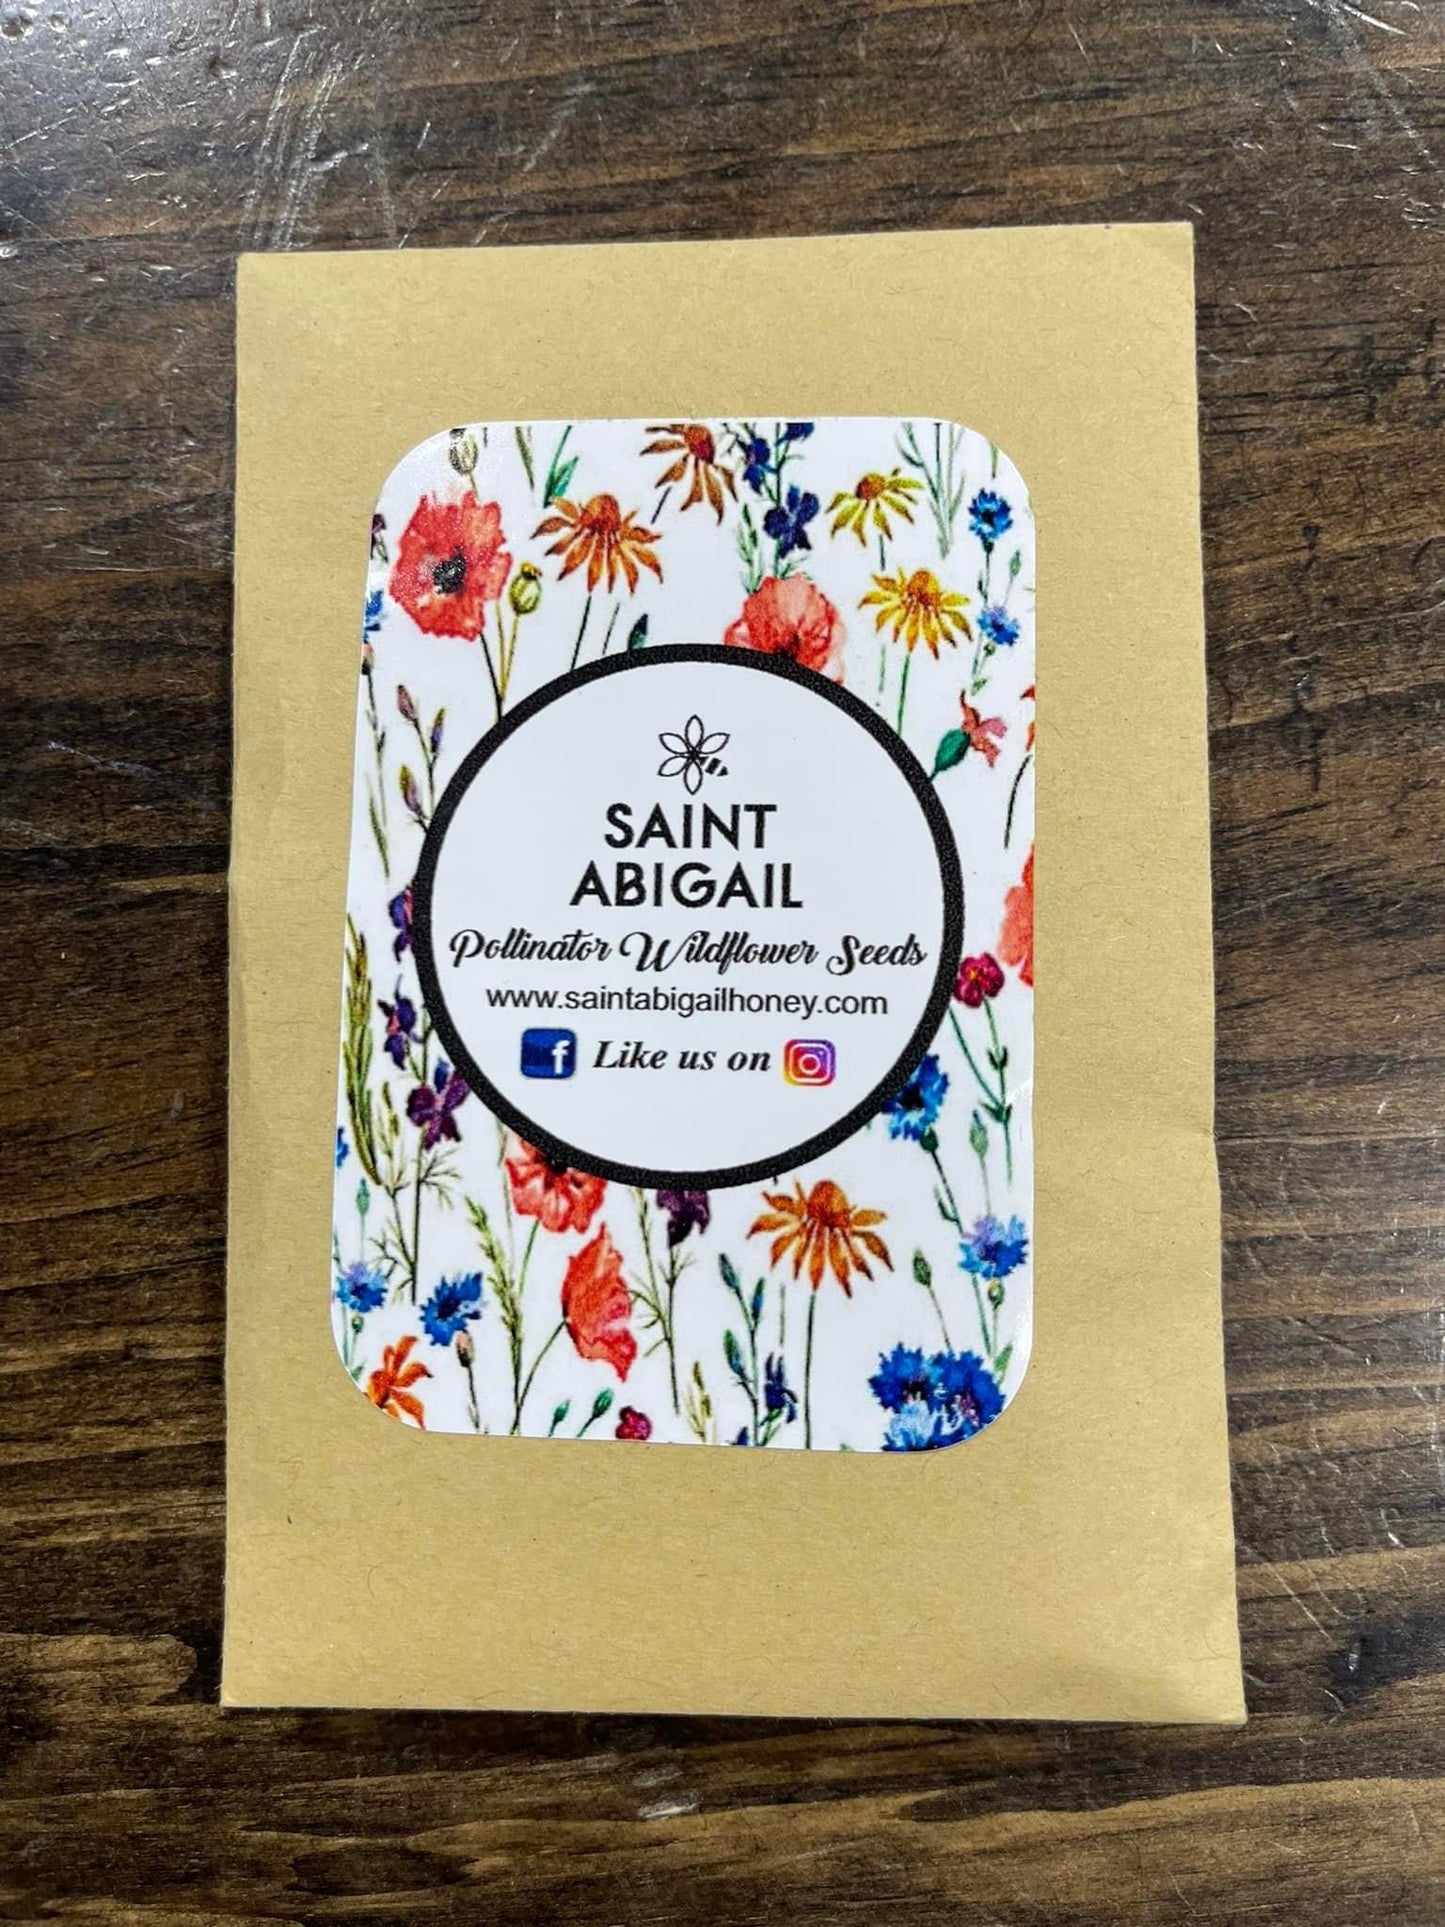 SAINT
ABIGAIL
Pollinator Wildflower Seeds
www.saintabigailhoney.com
f Like us on